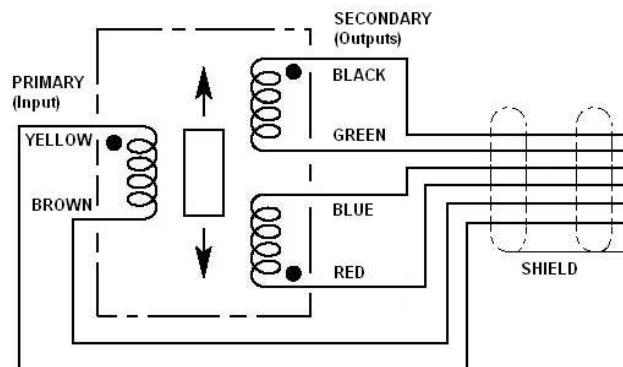 SECONDARY
(Outputs)
BLACK
PRIMARY
(Input)
YELLOW
GREEN
BROWN
BLUE
RED
SHIELD